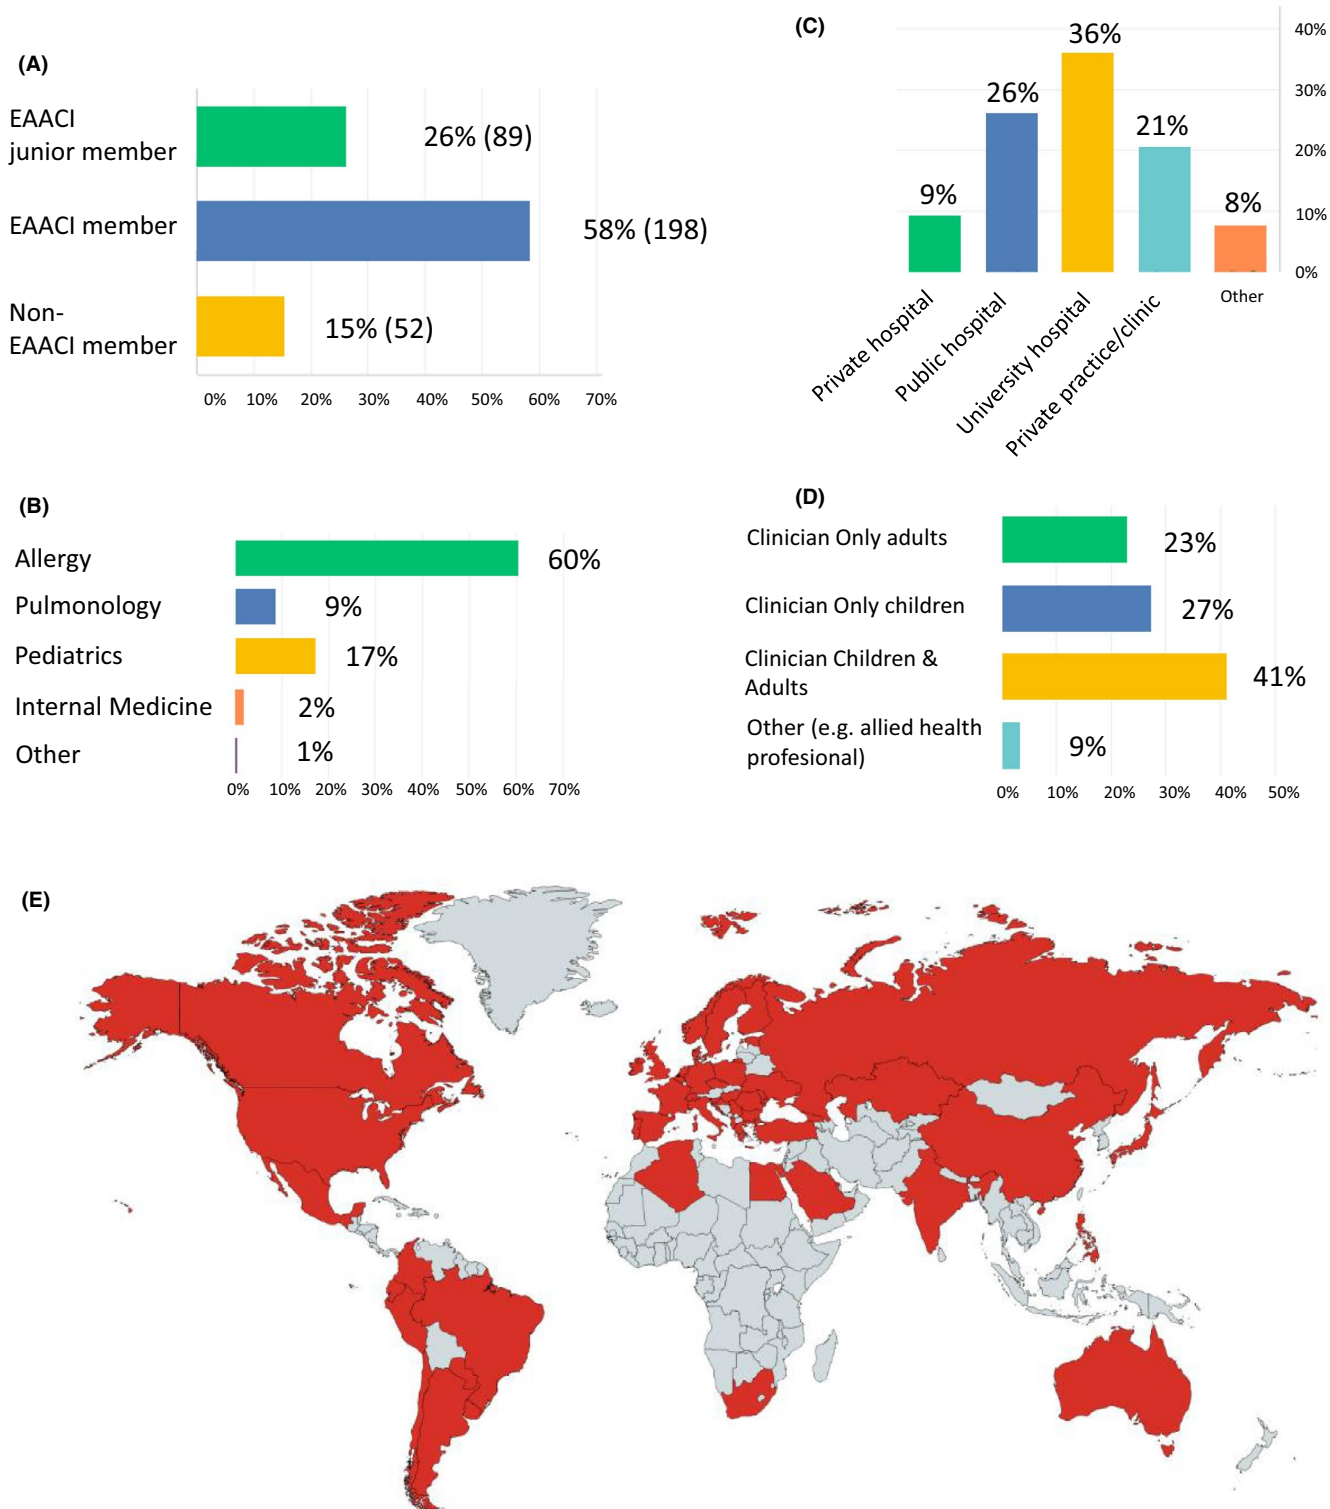 (A)
EAACI
junior member
26% (89)
EAACI member
58% (198)
Non-
EAACI member
15% (52)
0% 10% 20% 30% 40% 50% 60% 70%
(B)
Allergy
60%
Pulmonology
9%
Pediatrics
17%
Internal Medicine
2%
Other
1%
0% 10% 20% 30% 40% 50% 60% 70%
(C)
9%
26%
36%
21%
8%
40%
30%
20%
10%
0%
Private hospital
Public hospital
University hospital
Private practice/clinic
Other
(D)
Clinician Only adults
23%
Clinician Only children
27%
Clinician Children &
Adults
41%
Other (e.g. allied health
profesional)
9%
0% 10% 20% 30% 40% 50%
(E)